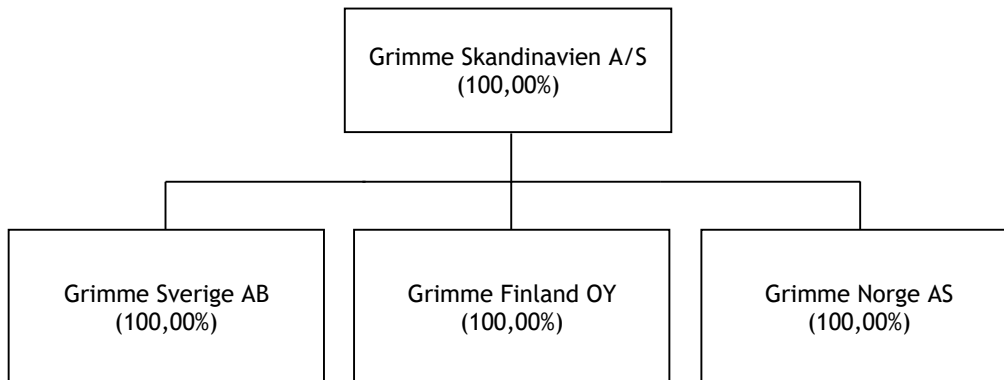 Grimme Skandinavien A/S
(100,00%)
Grimme Sverige AB
(100,00%)
Grimme Finland OY
(100,00%)
Grimme Norge AS
(100,00%)